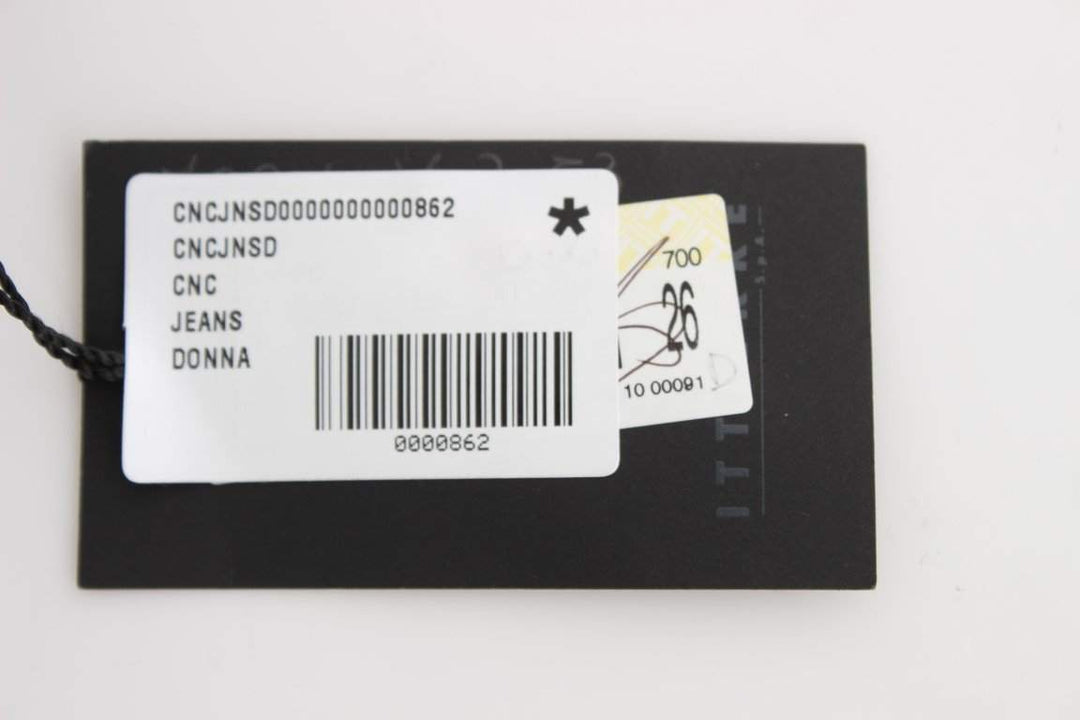 CNCJNSD0000000000862
CNCJNSD
CNC
JEANS
DONNA
*
0000862
700
26
10 00091
S.p.A.